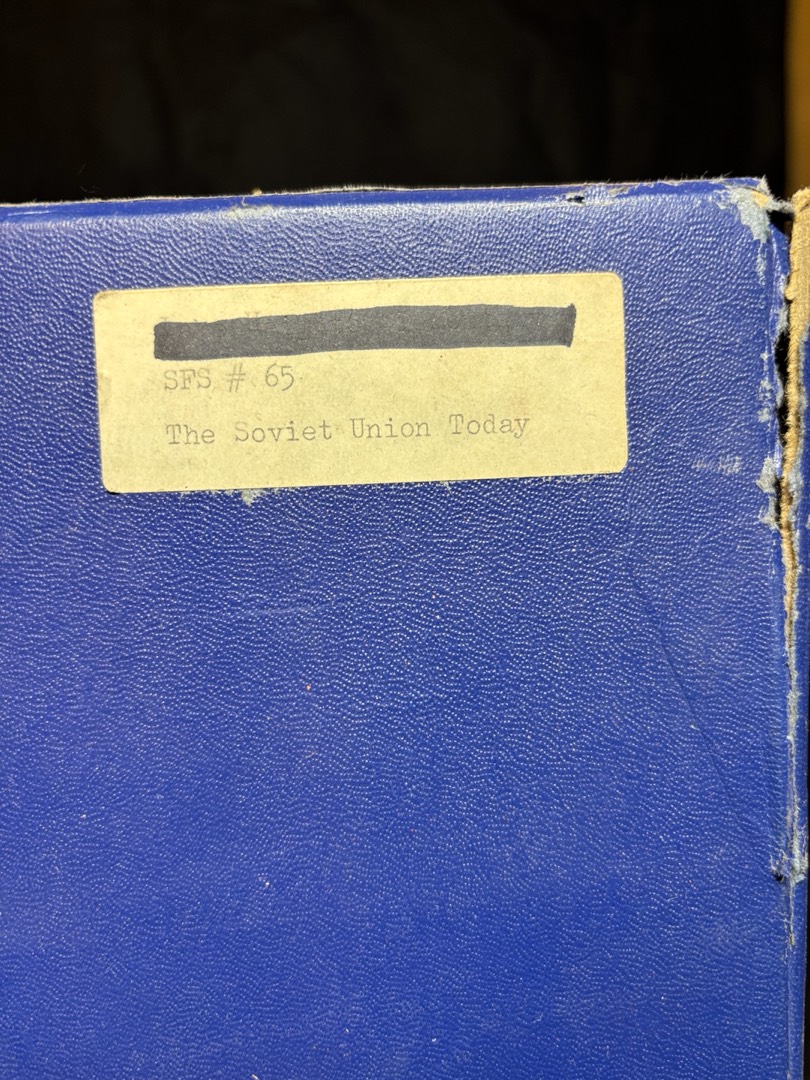 SFS # 65
The Soviet Union Today